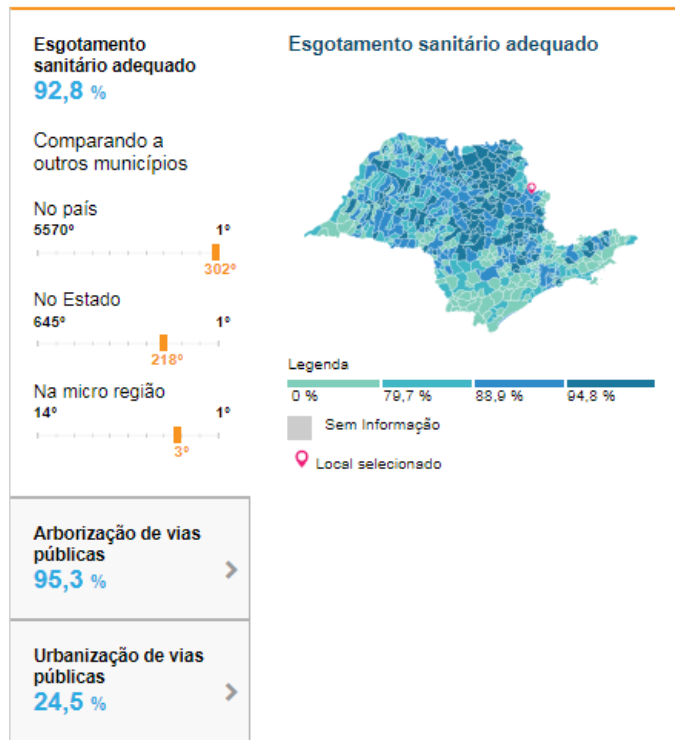 Esgotamento
sanitário adequado
92,8 %
Comparando a
outros municípios
No país
5570º 1º
302º
No Estado
645º 1º
218º
Na micro região
14º 1º
3º
Arborização de vias
públicas
95,3 %
Urbanização de vias
públicas
24,5 %
Esgotamento sanitário adequado
Legenda
0 % 79,7 % 88,9 % 94,8 %
Sem Informação
Local selecionado